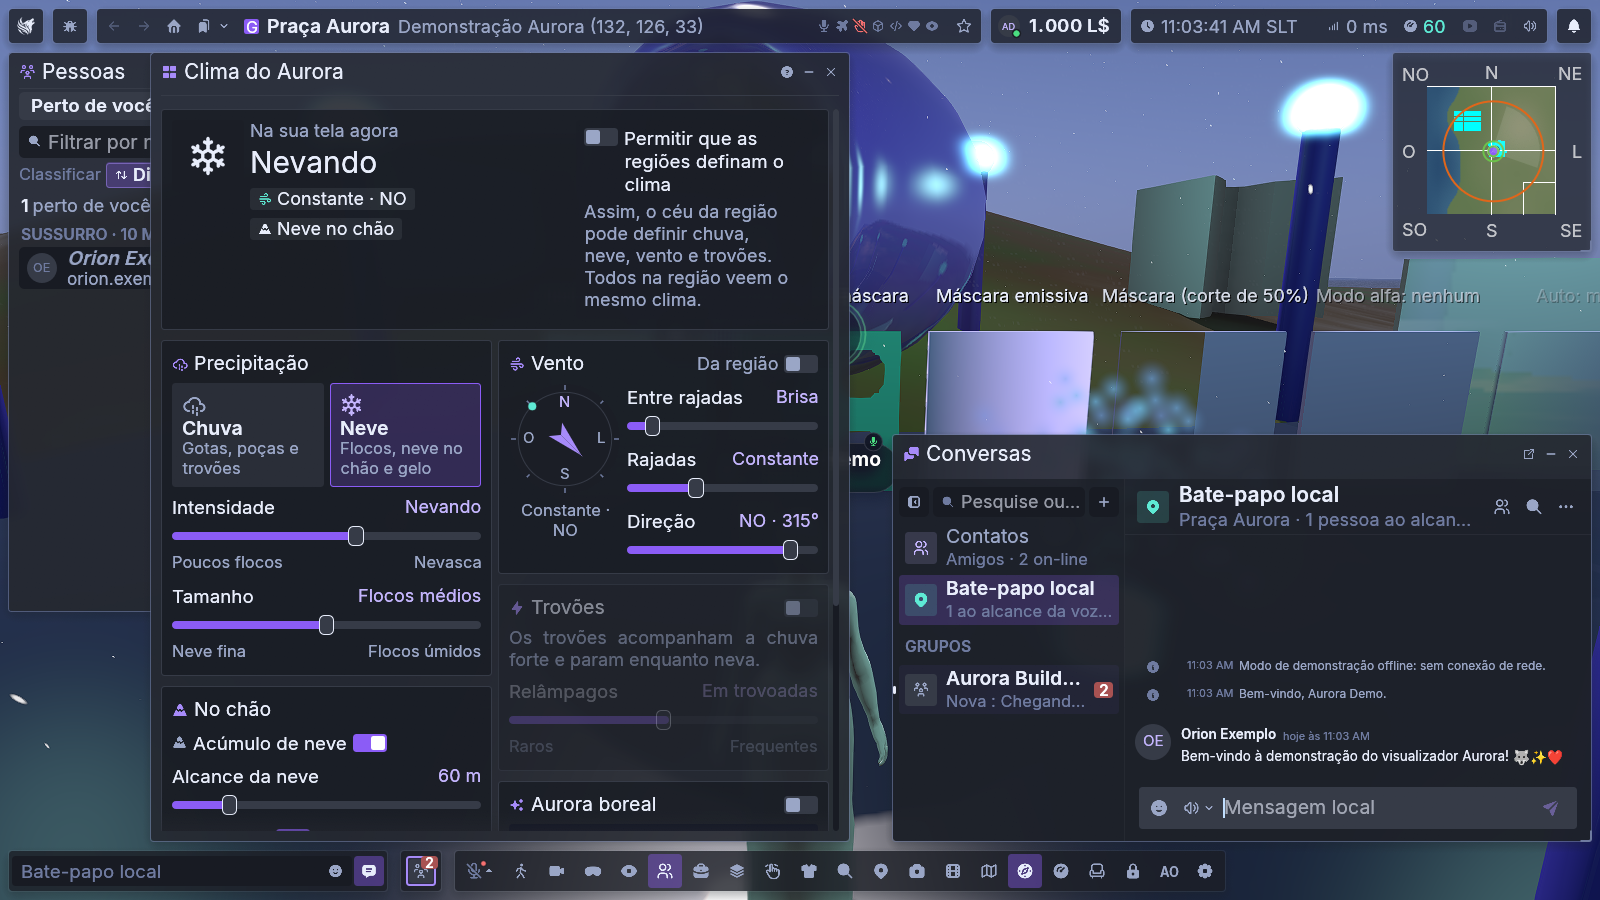 Praça Aurora Demonstração Aurora (132, 126, 33)
AD 1.000 L$
11:03:41 AM SLT 0 ms 60
Pessoas
Perto de você
Filtrar por
Classificar
1 perto de você
SUSSURRO · 10
OE Orion
Clima do Aurora
Na sua tela agora
Nevando
Constante · NO
Neve no chão
Permitir que as
regiões definam o
clima
Assim, o céu da região
pode definir chuva,
neve, vento e trovões.
Todos na região veem o
mesmo clima.
Precipitação
Chuva
Gotas, poças e
trovões
Neve
Flocos, neve no
chão e gelo
Intensidade Nevando
Poucos flocos Nevasca
Tamanho Flocos médios
Neve fina Flocos úmidos
No chão
Acúmulo de neve
Alcance da neve 60 m
Vento Da região
N
O L
S
Constante ·
NO
Entre rajadas Brisa
Rajadas Constante
Direção NO · 315°
Trovões
Os trovões acompanham a chuva
forte e param enquanto neva.
Relâmpagos Em trovoadas
Raros Frequentes
Aurora boreal
NO N NE
O L
SO S SE
Máscara emissiva
Máscara (corte de 50%)
Modo alfa: nenhum
Auto:
Conversas
Pesquise ou...
Contatos
Amigos · 2 on-line
Bate-papo local
1 ao alcance da voz...
GRUPOS
Aurora Build...
Nova : Chegand...
2
Bate-papo local
Praça Aurora · 1 pessoa ao alcan...
11:03 AM Modo de demonstração offline: sem conexão de rede.
11:03 AM Bem-vindo, Aurora Demo.
OE Orion Exemplo hoje às 11:03 AM
Bem-vindo à demonstração do visualizador Aurora! 🐺✨❤️
Mensagem local
Bate-papo local
2
AO